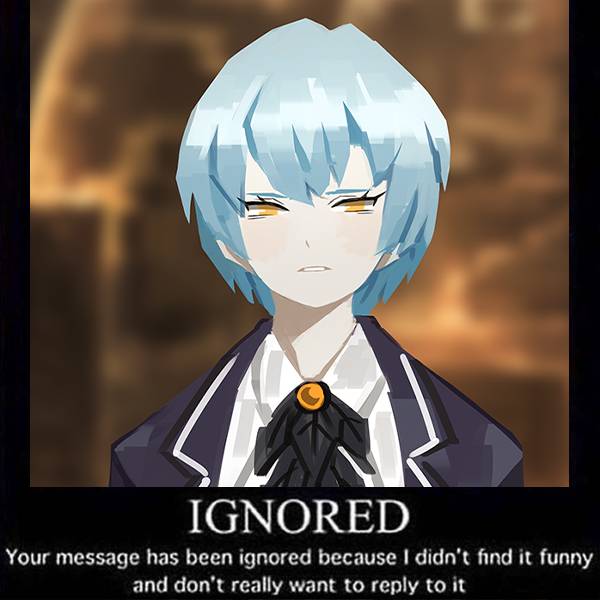 IGNORED
Your message has been ignored because I didn't find it funny
and don't really want to reply to it